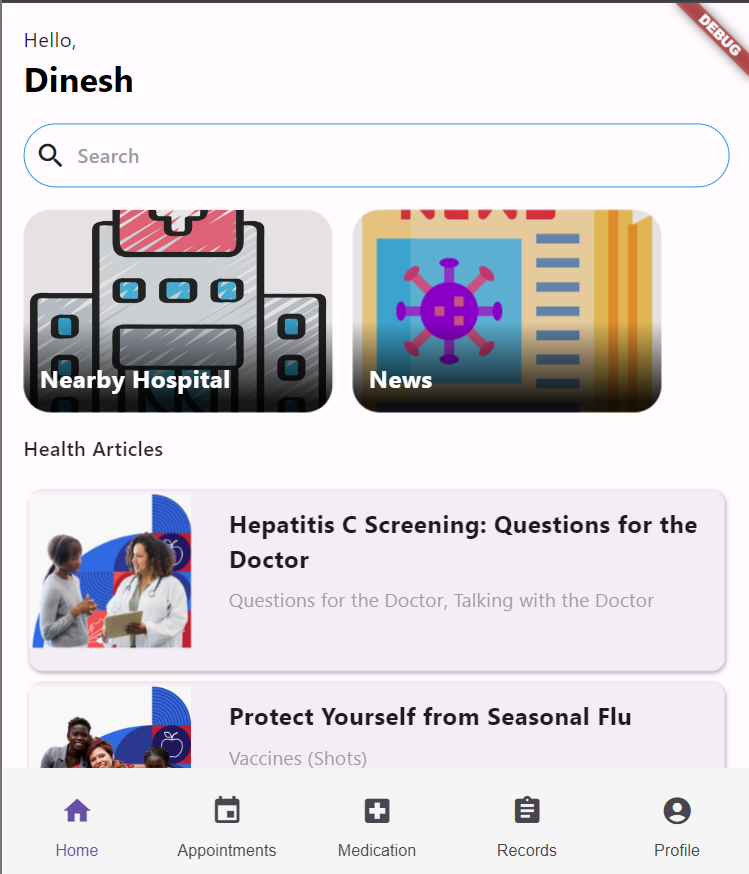 Hello,
DEBUG
Dinesh
Search
NEWS
Nearby Hospital
News
Health Articles
Hepatitis C Screening: Questions for the
Doctor
Questions for the Doctor, Talking with the Doctor
Protect Yourself from Seasonal Flu
Vaccines (Shots)
Home
Appointments
Medication
Records
Profile